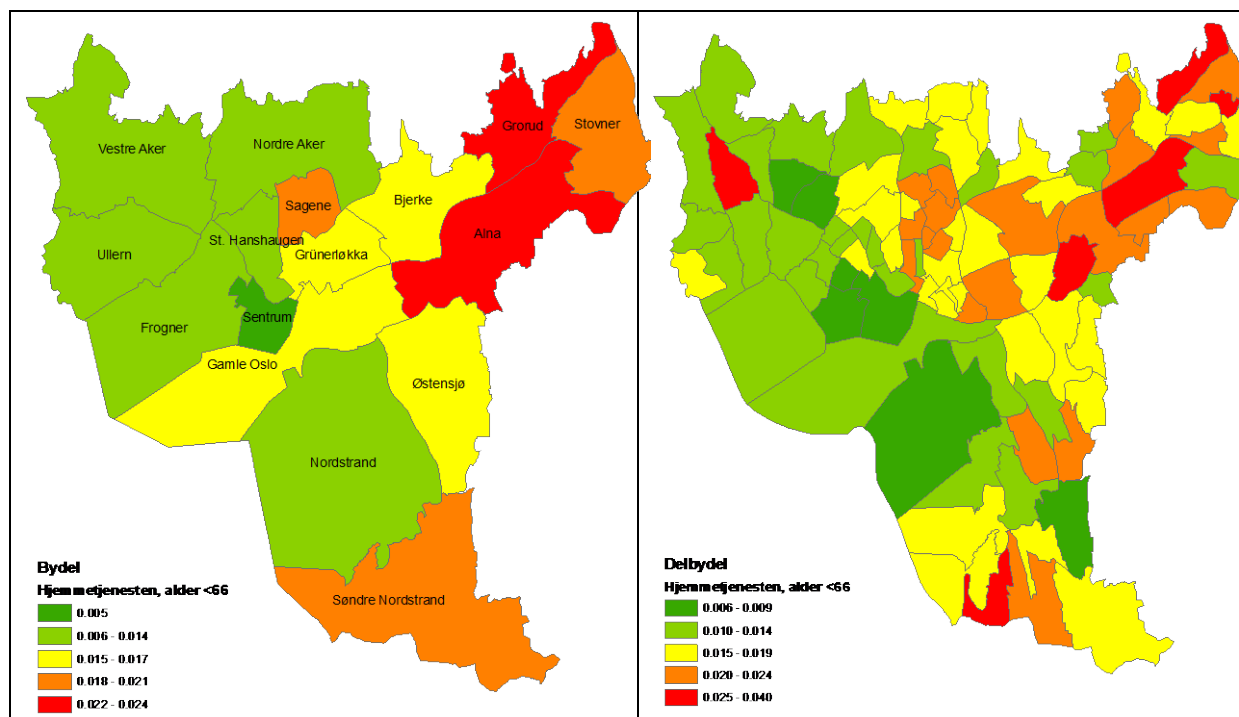 Grorud
Stovner
Vestre Aker
Nordre Aker
Sagene
Bjerke
Alna
St. Hanshaugen
Ullern
Grünerløkka
Sentrum
Frogner
Gamle Oslo
Østensjø
Nordstrand
Søndre Nordstrand
Bydel
Hjemmetjenesten, alder <66
0.005
0.006 - 0.014
0.015 - 0.017
0.018 - 0.021
0.022 - 0.024
Delbydel
Hjemmetjenesten, alder <66
0.006 - 0.009
0.010 - 0.014
0.015 - 0.019
0.020 - 0.024
0.025 - 0.040